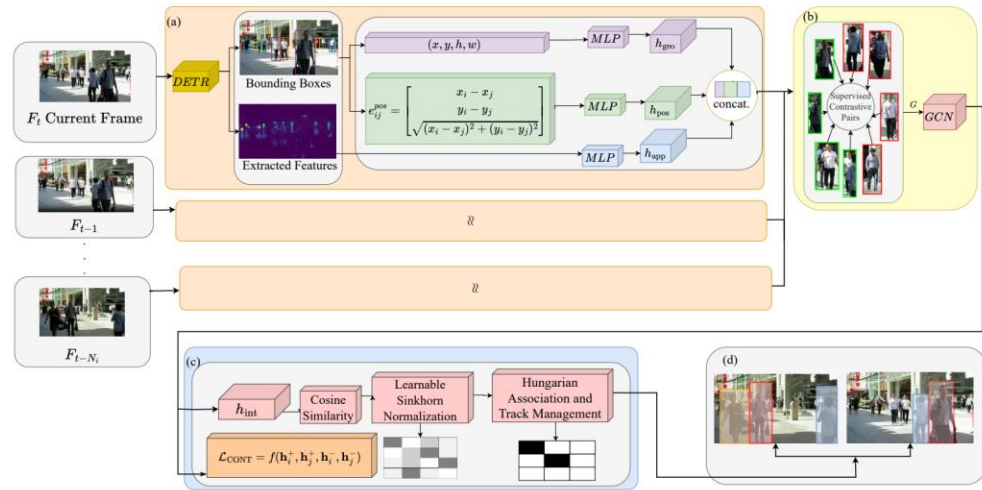 (a)
(b)
F_t Current Frame
DETR
Bounding Boxes
Extracted Features
(x, y, h, w)
MLP
h_geo
e_{ij}^{pos} = [ x_i − x_j
y_i − y_j
√((x_i − x_j)^2 + (y_i − y_j)^2) ]
MLP
h_pos
MLP
h_app
concat.
Supervised
Contrastive
Pairs
G
GCN
F_{t−1}
≀≀
.
.
.
≀≀
F_{t−N_i}
(c)
h_int
Cosine
Similarity
Learnable
Sinkhorn
Normalization
Hungarian
Association and
Track Management
ℒ_CONT = f(h_i^+, h_j^+, h_i^−, h_j^−)
(d)